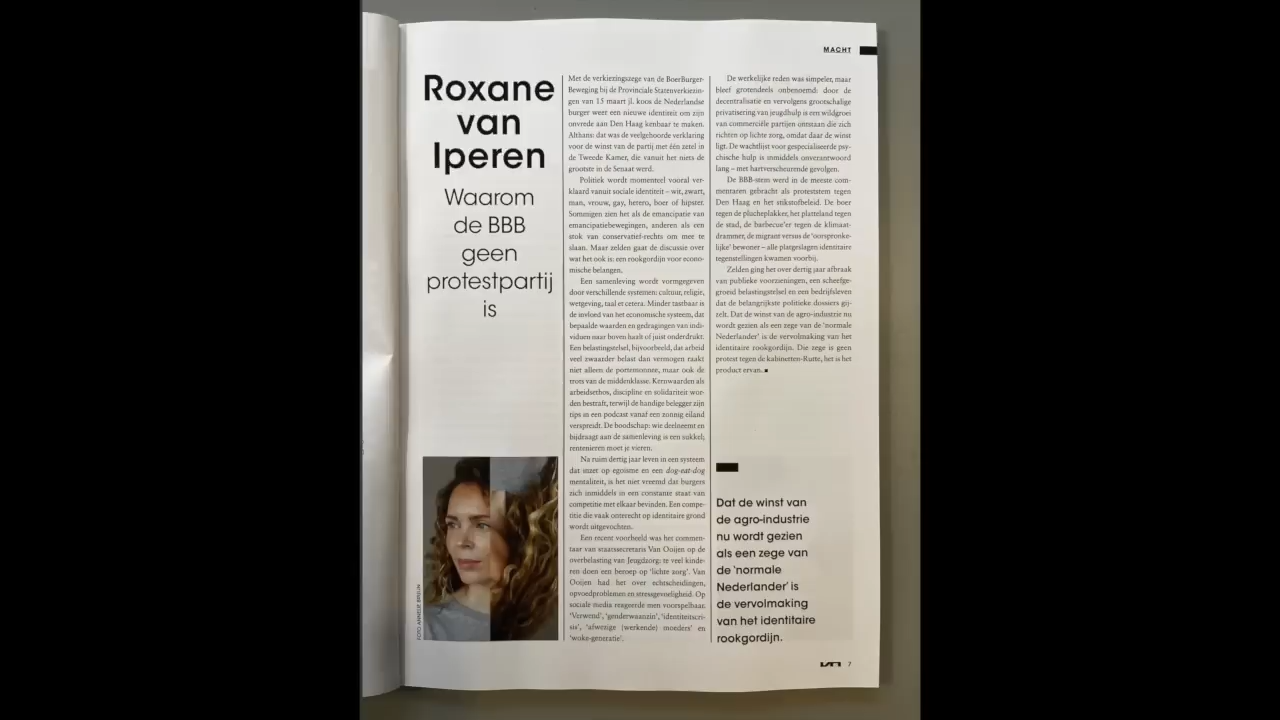 MACHT
Roxane
van
Iperen
Waarom
de BBB
geen
protestpartij
is
FOTO: ANNEKE BRUIJN
Met de verkiezingszege van de BoerBurger-
Beweging bij de Provinciale Statenverkiezin-
gen van 15 maart jl. koos de Nederlandse
burger weer een nieuwe identiteit om zijn
onvrede aan Den Haag kenbaar te maken.
Althans: dat was de veelgehoorde verklaring
voor de winst van de partij met één zetel in
de Tweede Kamer, die vanuit het niets de
grootste in de Senaat werd.
Politiek wordt momenteel vooral ver-
klaard vanuit sociale identiteit – wit, zwart,
man, vrouw, gay, hetero, boer of hipster.
Sommigen zien het als de emancipatie van
emancipatiebewegingen, anderen als een
stok van conservatief-rechts om mee te
slaan. Maar zelden gaat de discussie over
wat het ook is: een rookgordijn voor econo-
mische belangen.
Een samenleving wordt vormgegeven
door verschillende systemen: cultuur, religie,
wetgeving, taal et cetera. Minder tastbaar is
de invloed van het economische systeem, dat
bepaalde waarden en gedragingen van indi-
viduen naar boven haalt of juist onderdrukt.
Een belastingstelsel, bijvoorbeeld, dat arbeid
veel zwaarder belast dan vermogen raakt
niet alleen de portemonnee, maar ook de
trots van de middenklasse. Kernwaarden als
arbeidsethos, discipline en solidariteit wor-
den bestraft, terwijl de handige belegger zijn
tips in een podcast vanaf een zonnig eiland
verspreidt. De boodschap: wie deelneemt en
bijdraagt aan de samenleving is een sukkel;
rentenieren moet je vieren.
Na ruim dertig jaar leven in een systeem
dat inzet op egoïsme en een dog-eat-dog
mentaliteit, is het niet vreemd dat burgers
zich inmiddels in een constante staat van
competitie met elkaar bevinden. Een compe-
titie die vaak onterecht op identitaire grond
wordt uitgevochten.
Een recent voorbeeld was het commen-
taar van staatssecretaris Van Ooijen op de
overbelasting van Jeugdzorg: te veel kinde-
ren doen een beroep op ‘lichte zorg’. Van
Ooijen had het over echtscheidingen,
opvoedproblemen en stressgevoeligheid. Op
sociale media reageerde men voorspelbaar.
‘Verwend’, ‘genderwaanzin’, ‘identiteitscri-
sis’, ‘afwezige (werkende) moeders’ en
‘woke-generatie’.
De werkelijke reden was simpeler, maar
bleef grotendeels onbenoemd: door de
decentralisatie en vervolgens grootschalige
privatisering van jeugdhulp is een wildgroei
van commerciële partijen ontstaan die zich
richten op lichte zorg, omdat daar de winst
ligt. De wachtlijst voor gespecialiseerde psy-
chische hulp is inmiddels onverantwoord
lang – met hartverscheurende gevolgen.
De BBB-stem werd in de meeste com-
mentaren gebracht als proteststem tegen
Den Haag en het stikstofbeleid. De boer
tegen de plucheplakker, het platteland tegen
de stad, de barbecue’er tegen de klimaat-
drammer, de migrant versus de ‘oorspronke-
lijke’ bewoner – alle platgeslagen identitaire
tegenstellingen kwamen voorbij.
Zelden ging het over dertig jaar afbraak
van publieke voorzieningen, een scheefge-
groeid belastingstelsel en een bedrijfsleven
dat de belangrijkste politieke dossiers gij-
zelt. Dat de winst van de agro-industrie nu
wordt gezien als een zege van de ‘normale
Nederlander’ is de vervolmaking van het
identitaire rookgordijn. Die zege is geen
protest tegen de kabinetten-Rutte, het is het
product ervan. ■
Dat de winst van
de agro-industrie
nu wordt gezien
als een zege van
de ‘normale
Nederlander’ is
de vervolmaking
van het identitaire
rookgordijn.
VN 7